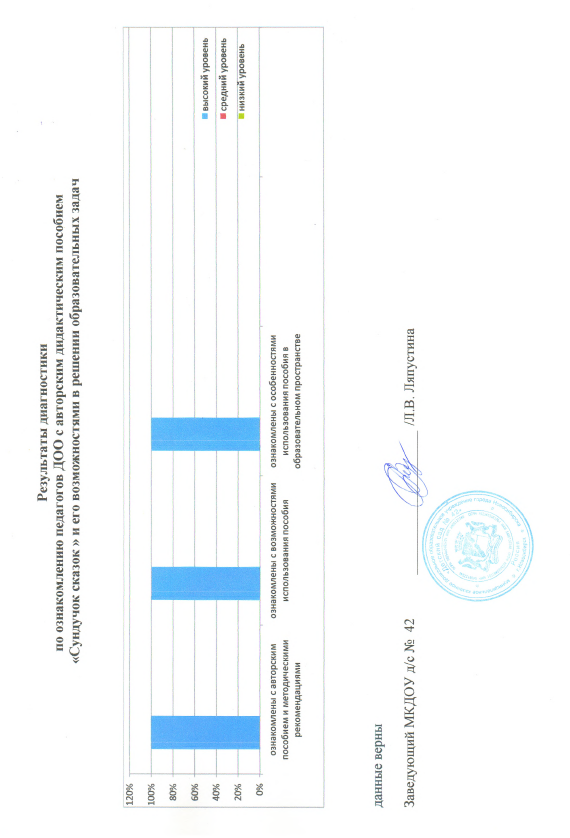 Результаты диагностики
по ознакомлению педагогов ДОО с авторским дидактическим пособием
«Сундучок сказок » и его возможностями в решении образовательных задач
120%
100%
80%
60%
40%
20%
0%
ознакомлены с авторским
пособием и методическими
рекомендациями
ознакомлены с возможностями
использования пособия
ознакомлены с особенностями
использования пособия в
образовательном пространстве
высокий уровень
средний уровень
низкий уровень
данные верны
Заведующий МКДОУ д/с № 42 /Л.В. Ляпустина